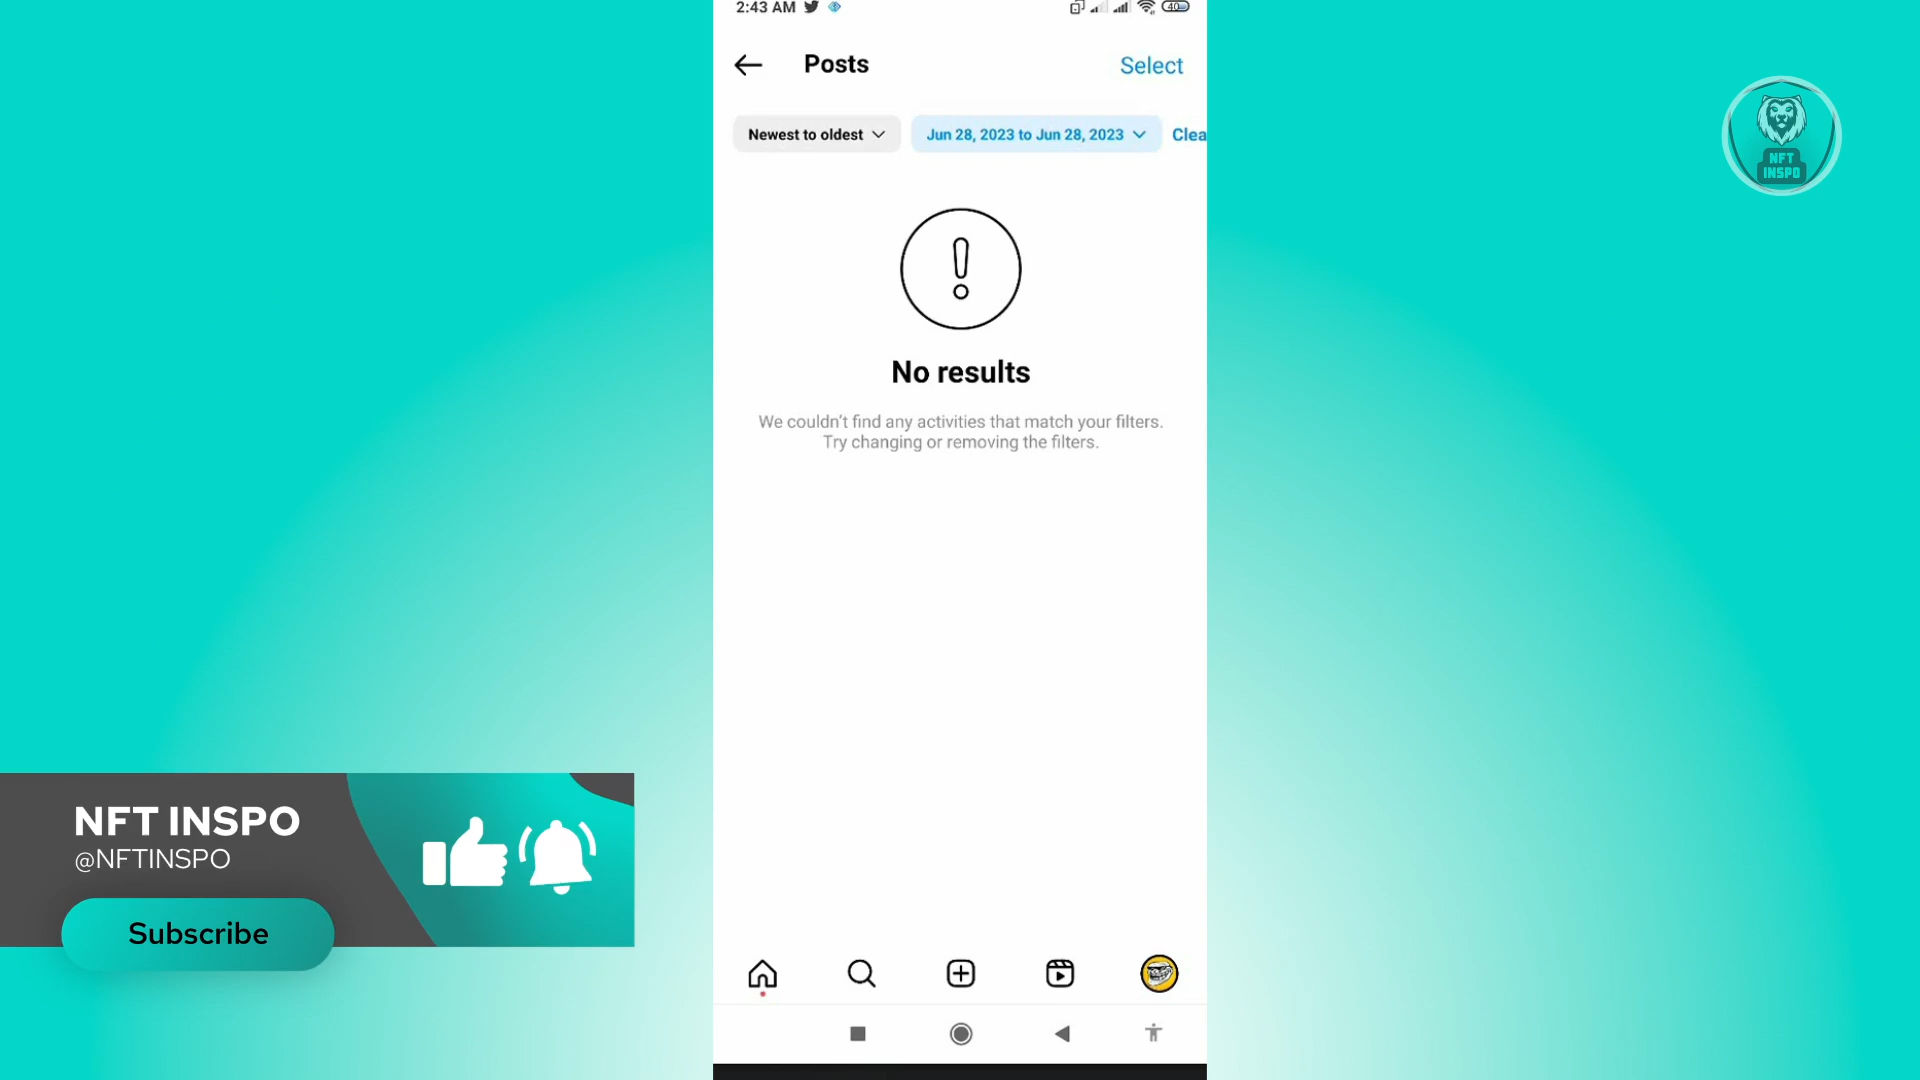 2:43 AM
40
Posts
Select
Newest to oldest
Jun 28, 2023 to Jun 28, 2023
Clea
No results
We couldn't find any activities that match your filters.
Try changing or removing the filters.
NFT
INSPO
NFT INSPO
@NFTINSPO
Subscribe